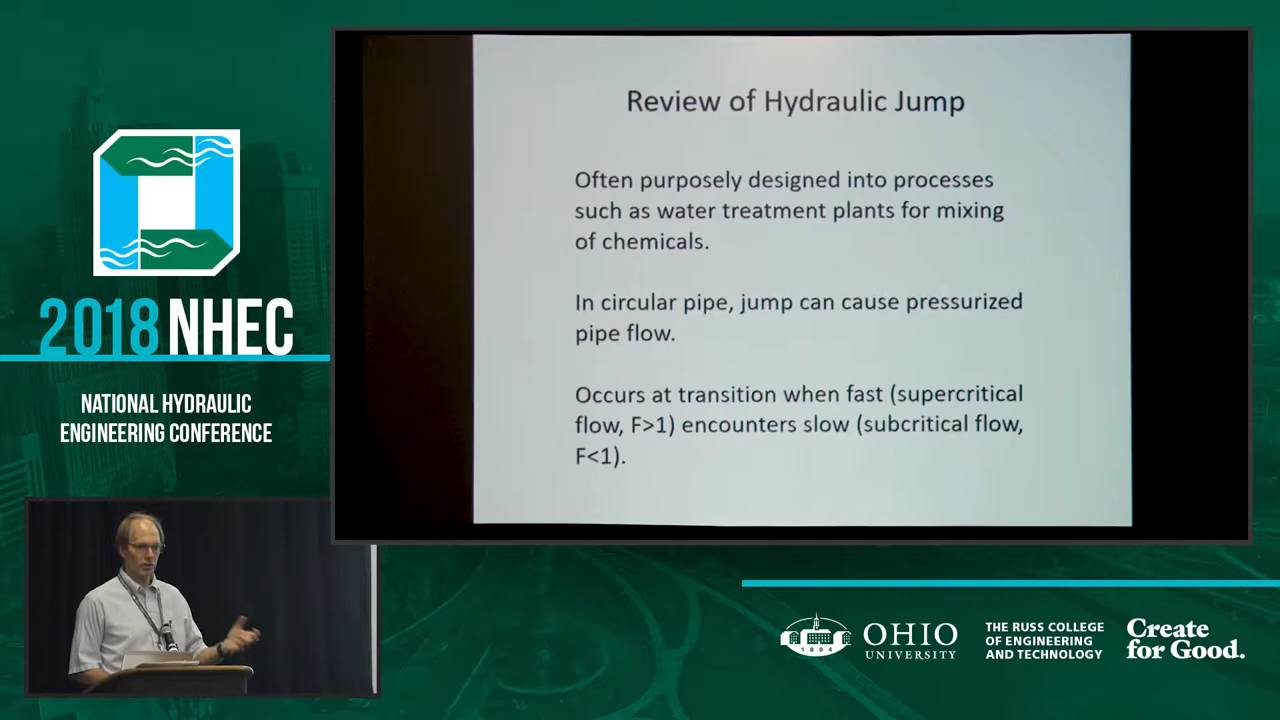 2018 NHEC
NATIONAL HYDRAULIC
ENGINEERING CONFERENCE
Review of Hydraulic Jump
Often purposely designed into processes
such as water treatment plants for mixing
of chemicals.
In circular pipe, jump can cause pressurized
pipe flow.
Occurs at transition when fast (supercritical
flow, F>1) encounters slow (subcritical flow,
F<1).
1804
OHIO
UNIVERSITY
THE RUSS COLLEGE
OF ENGINEERING
AND TECHNOLOGY
Create
for Good.